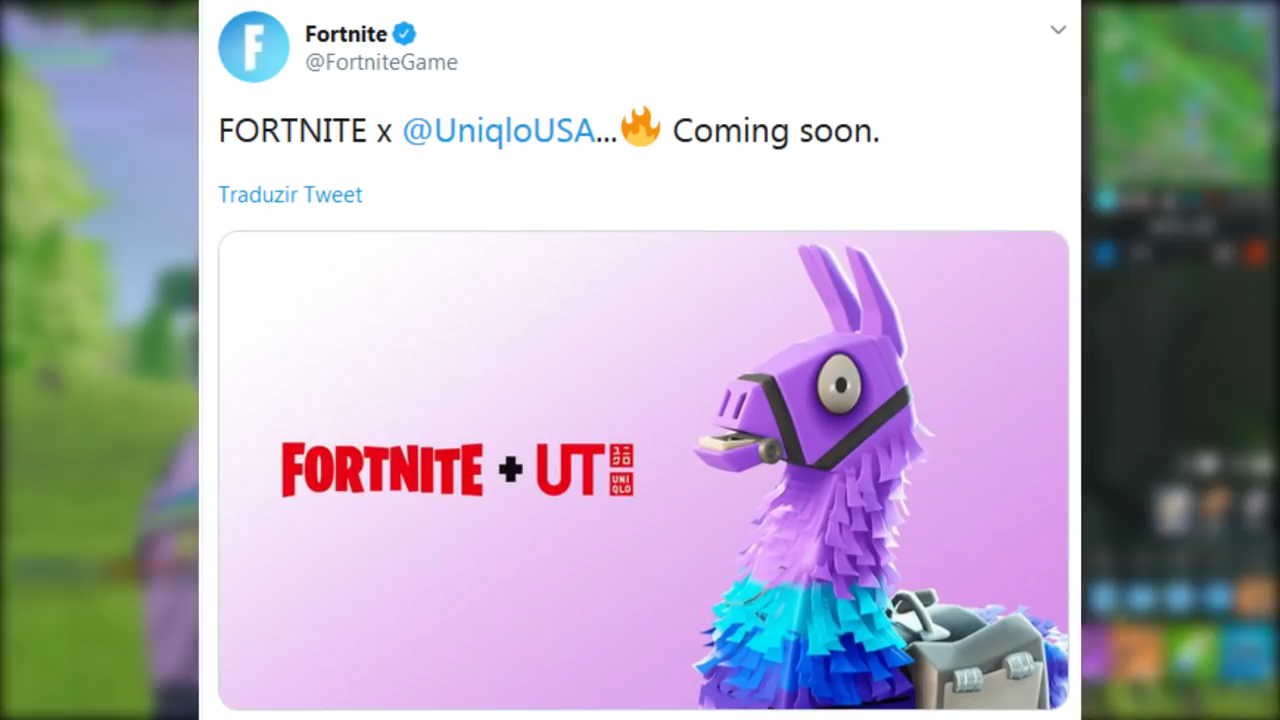 F
Fortnite
@FortniteGame
FORTNITE x @UniqloUSA...🔥 Coming soon.
Traduzir Tweet
FORTNITE + UT
ユニ
クロ
UNI
QLO